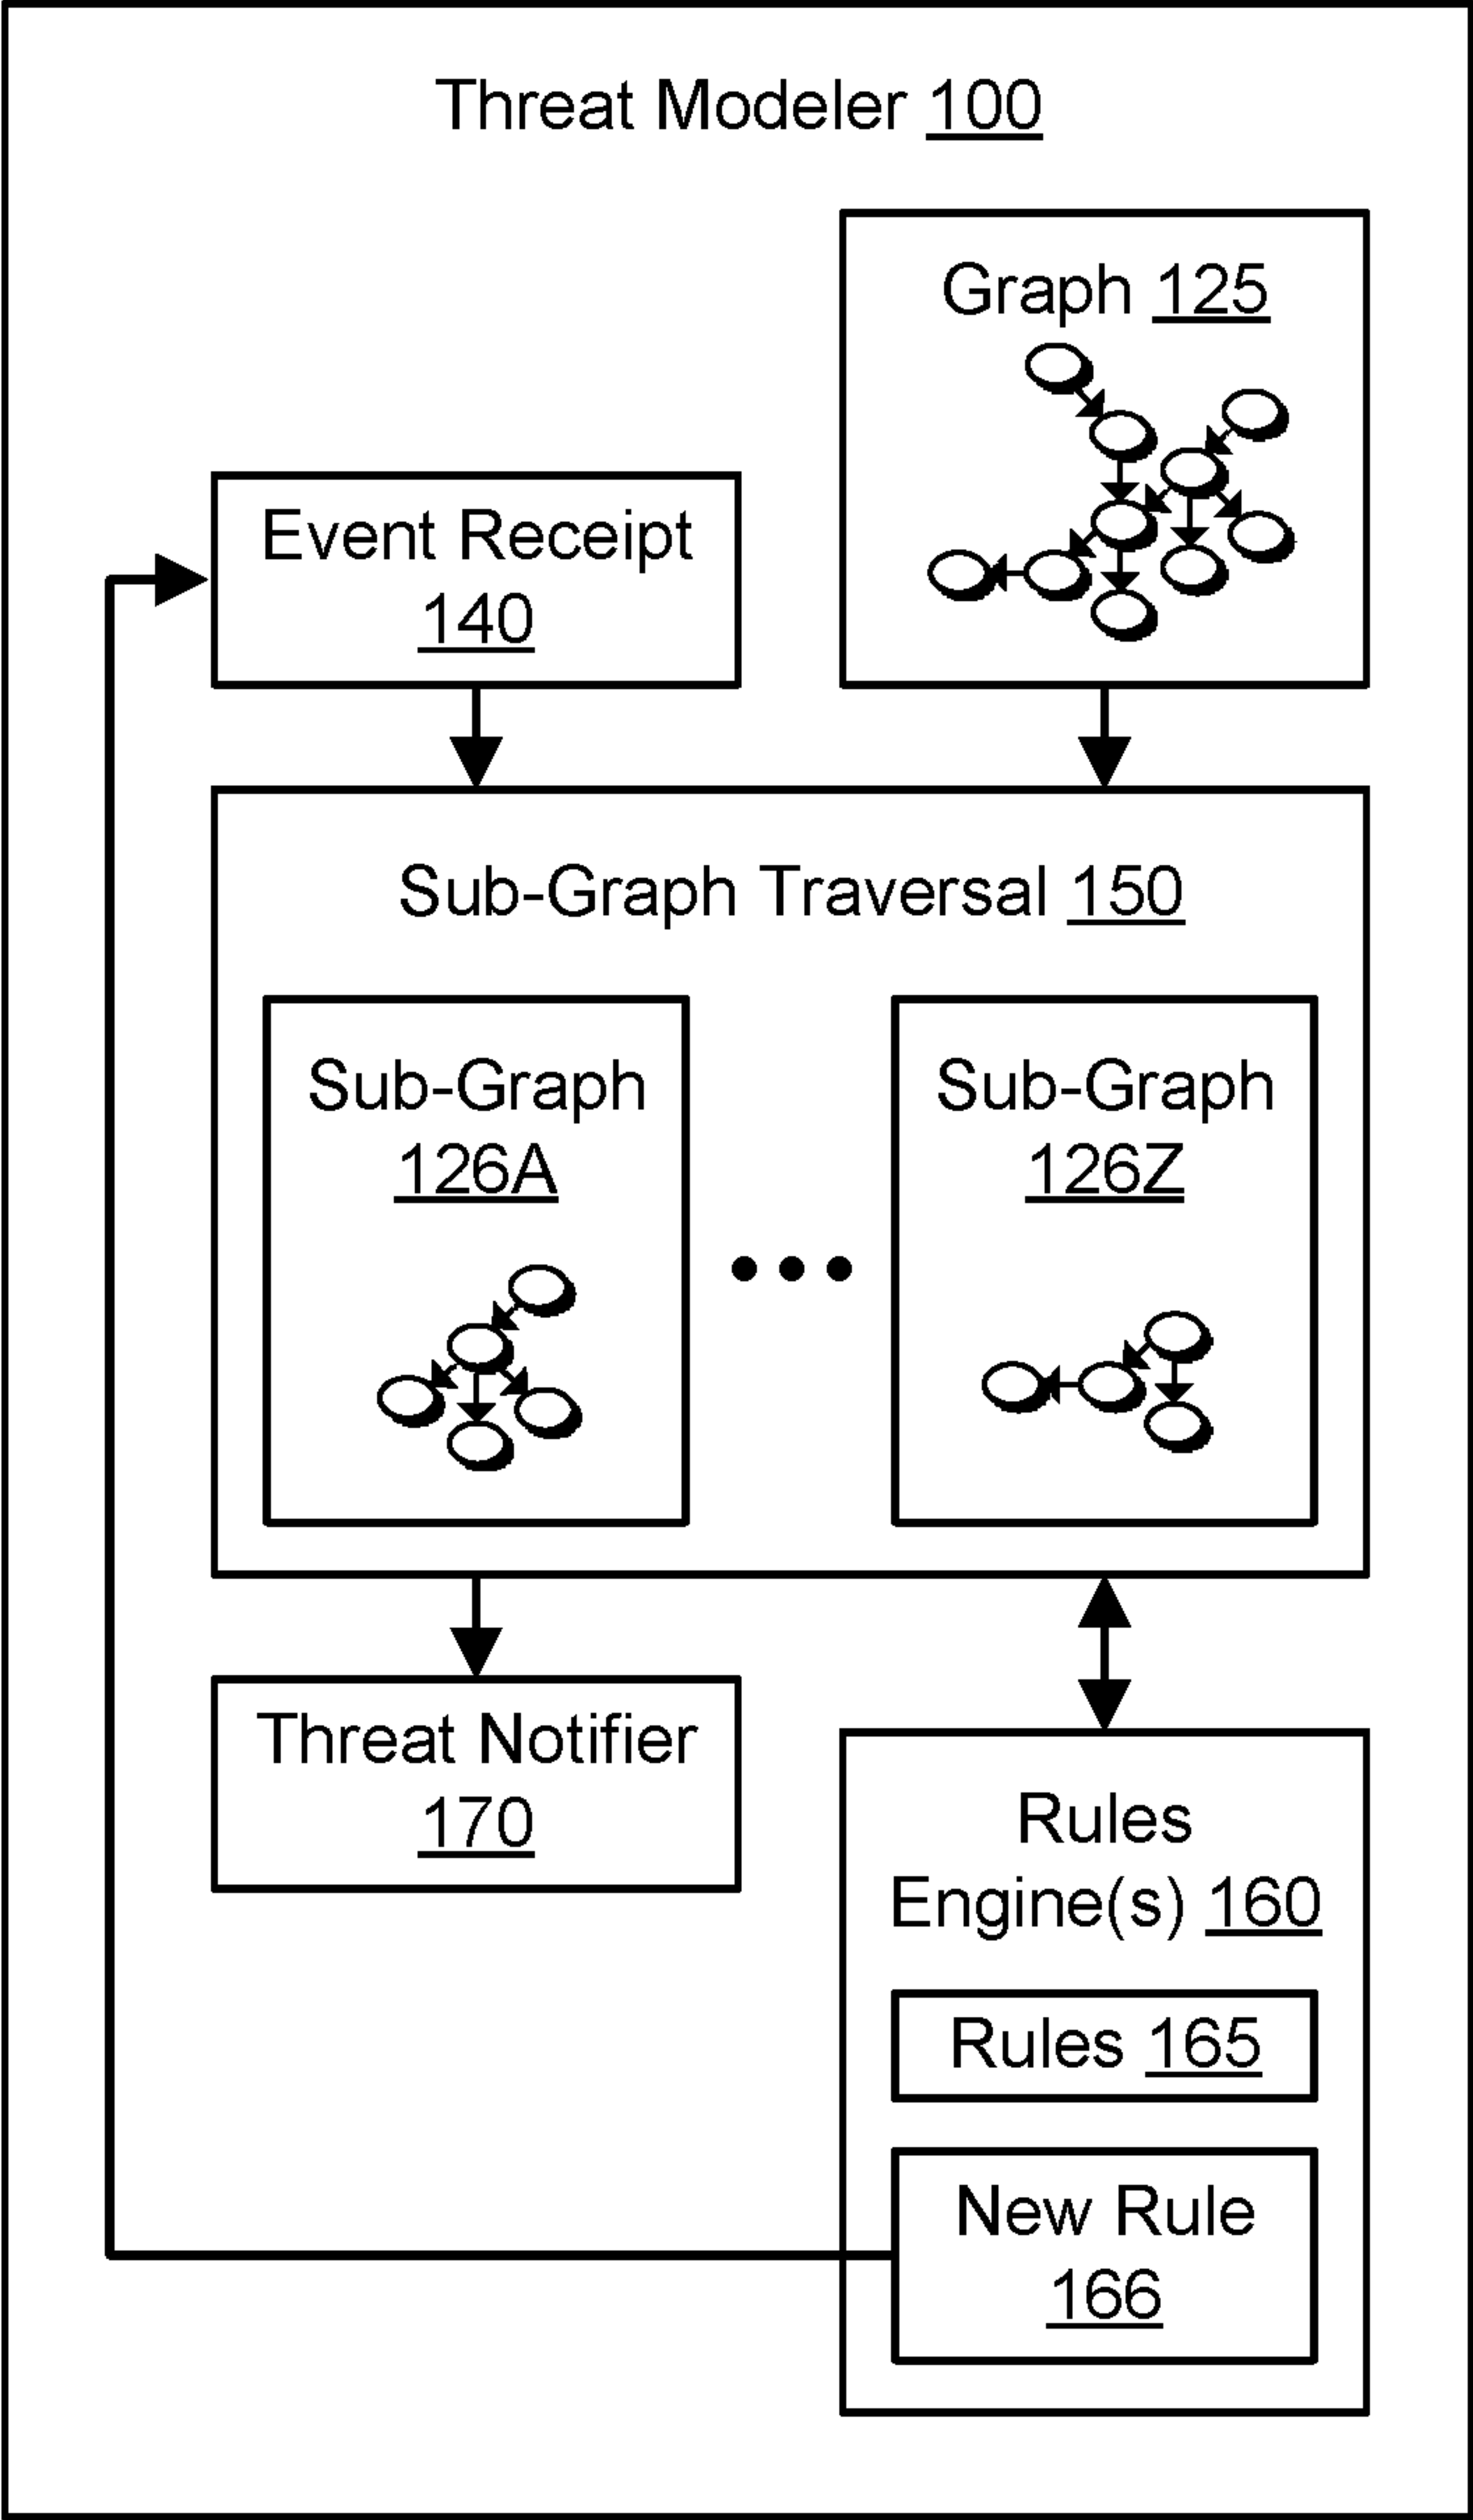 Threat Modeler 100
Graph 125
Event Receipt
140
Sub-Graph Traversal 150
Sub-Graph
126A
Sub-Graph
126Z
Threat Notifier
170
Rules
Engine(s) 160
Rules 165
New Rule
166